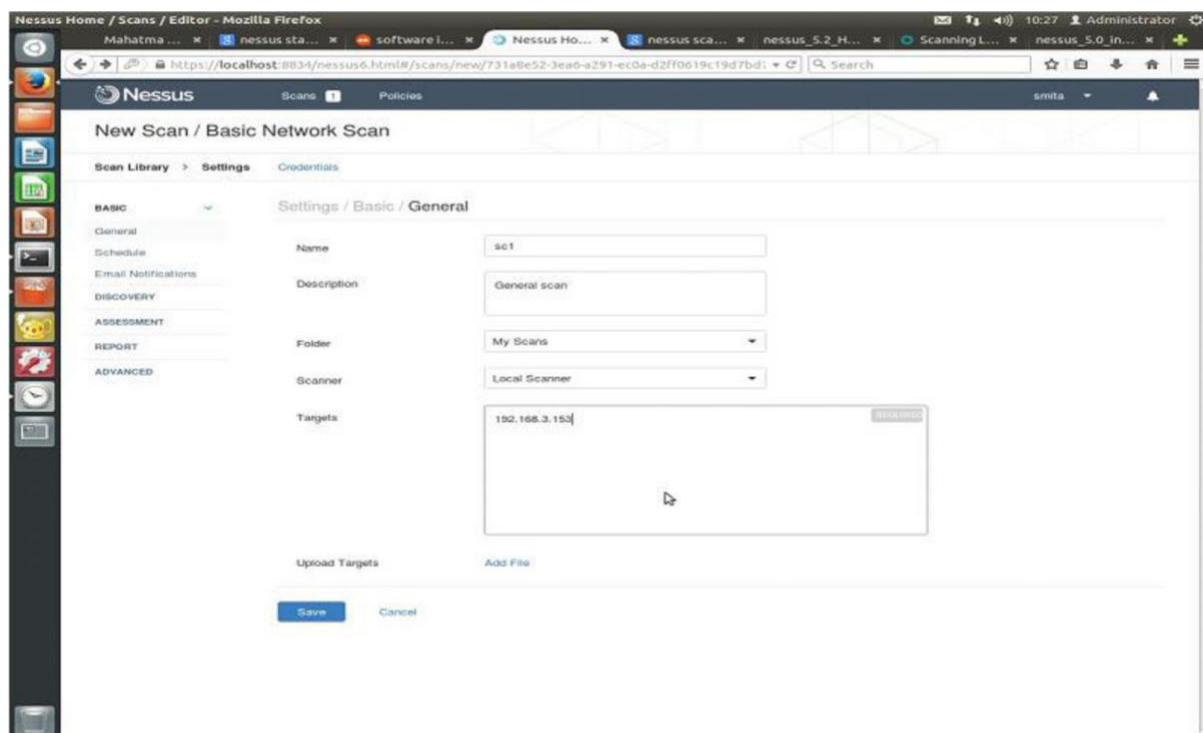 Nessus Home / Scans / Editor - Mozilla Firefox
10:27 Administrator
Mahatma ... nessus sta... software i... Nessus Ho... nessus sca... nessus_5.2_H... Scanning L... nessus_5.0_in...
https://localhost:8834/nessus6.html#/scans/new/731a8e52-3ea6-a291-ec0a-d2ff0619c19d7bd: Search
Nessus Scans 1 Policies smita
New Scan / Basic Network Scan
Scan Library > Settings Credentials
BASIC
General
Schedule
Email Notifications
DISCOVERY
ASSESSMENT
REPORT
ADVANCED
Settings / Basic / General
Name sc1
Description General scan
Folder My Scans
Scanner Local Scanner
Targets 192.168.3.153
REQUIRED
Upload Targets Add File
Save Cancel